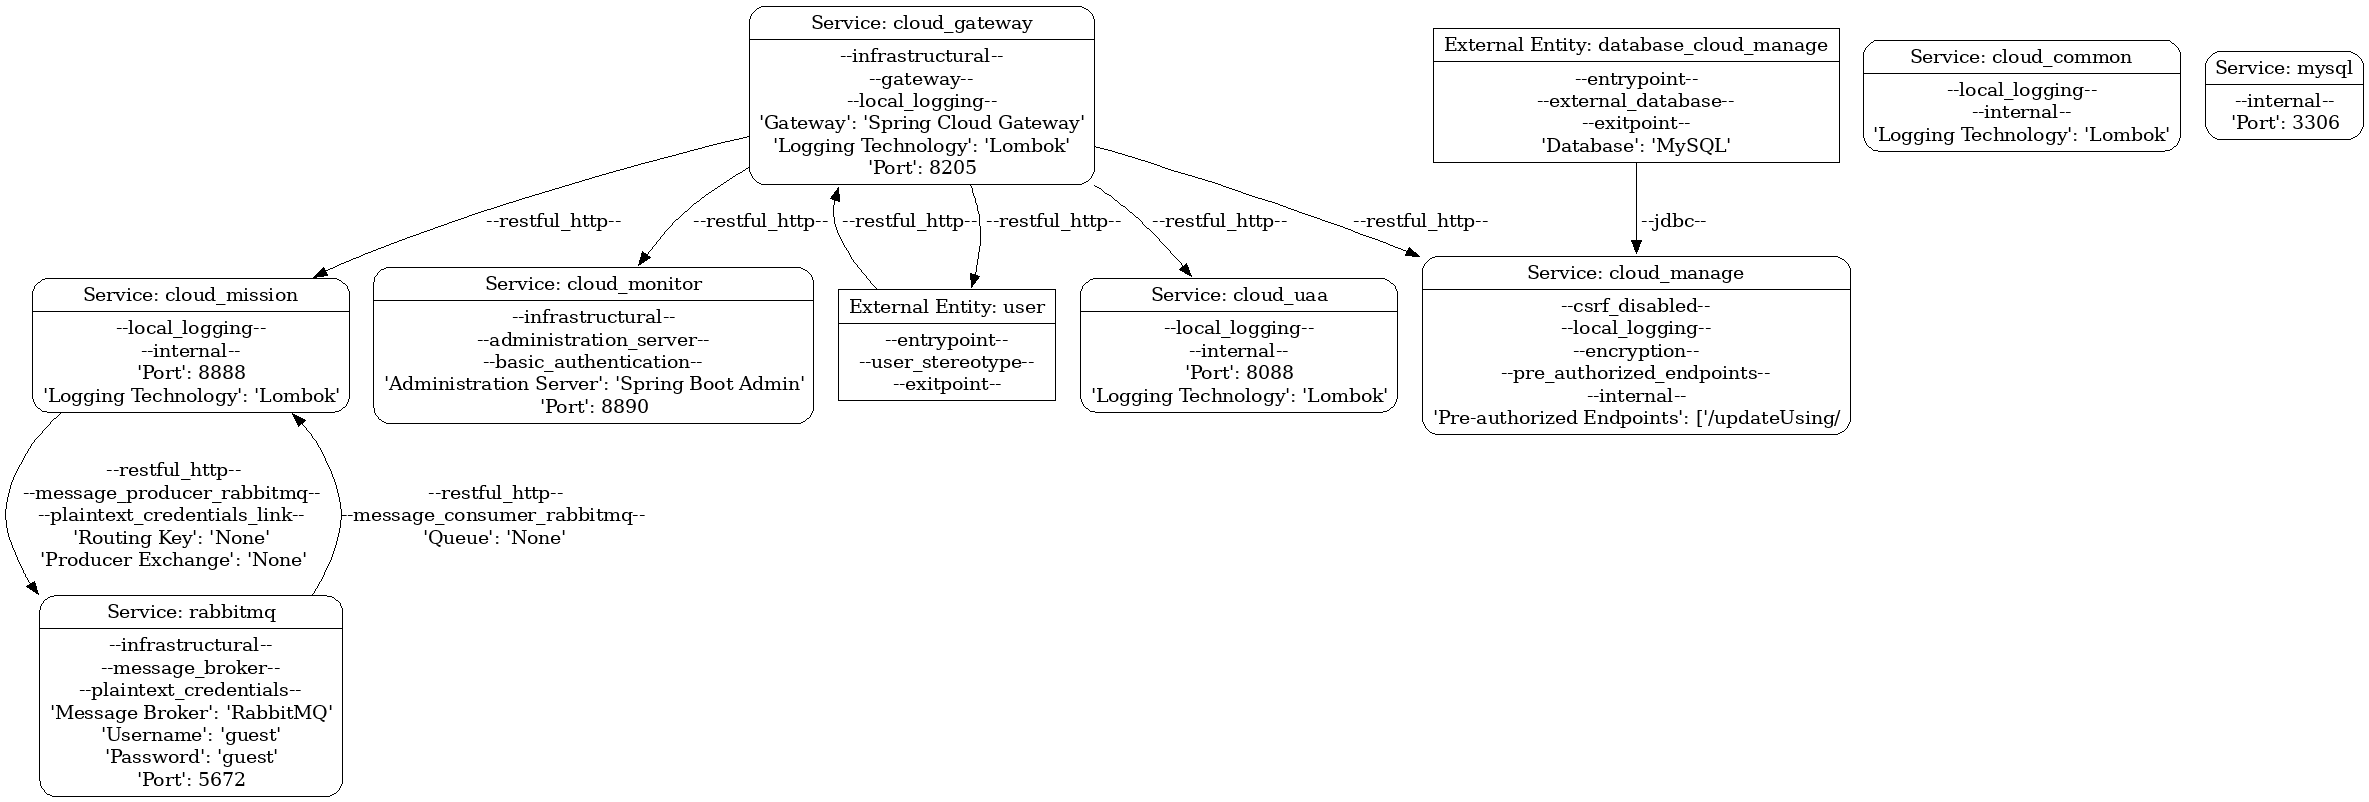 Service: cloud_gateway
--infrastructural--
--gateway--
--local_logging--
'Gateway': 'Spring Cloud Gateway'
'Logging Technology': 'Lombok'
'Port': 8205
External Entity: database_cloud_manage
--entrypoint--
--external_database--
--exitpoint--
'Database': 'MySQL'
Service: cloud_common
--local_logging--
--internal--
'Logging Technology': 'Lombok'
Service: mysql
--internal--
'Port': 3306
--restful_http--
--restful_http--
--restful_http--
--restful_http--
--restful_http--
--restful_http--
--jdbc--
Service: cloud_mission
--local_logging--
--internal--
'Port': 8888
'Logging Technology': 'Lombok'
Service: cloud_monitor
--infrastructural--
--administration_server--
--basic_authentication--
'Administration Server': 'Spring Boot Admin'
'Port': 8890
External Entity: user
--entrypoint--
--user_stereotype--
--exitpoint--
Service: cloud_uaa
--local_logging--
--internal--
'Port': 8088
'Logging Technology': 'Lombok'
Service: cloud_manage
--csrf_disabled--
--local_logging--
--encryption--
--pre_authorized_endpoints--
--internal--
'Pre-authorized Endpoints': ['/updateUsing/
--restful_http--
--message_producer_rabbitmq--
--plaintext_credentials_link--
'Routing Key': 'None'
'Producer Exchange': 'None'
--restful_http--
--message_consumer_rabbitmq--
'Queue': 'None'
Service: rabbitmq
--infrastructural--
--message_broker--
--plaintext_credentials--
'Message Broker': 'RabbitMQ'
'Username': 'guest'
'Password': 'guest'
'Port': 5672